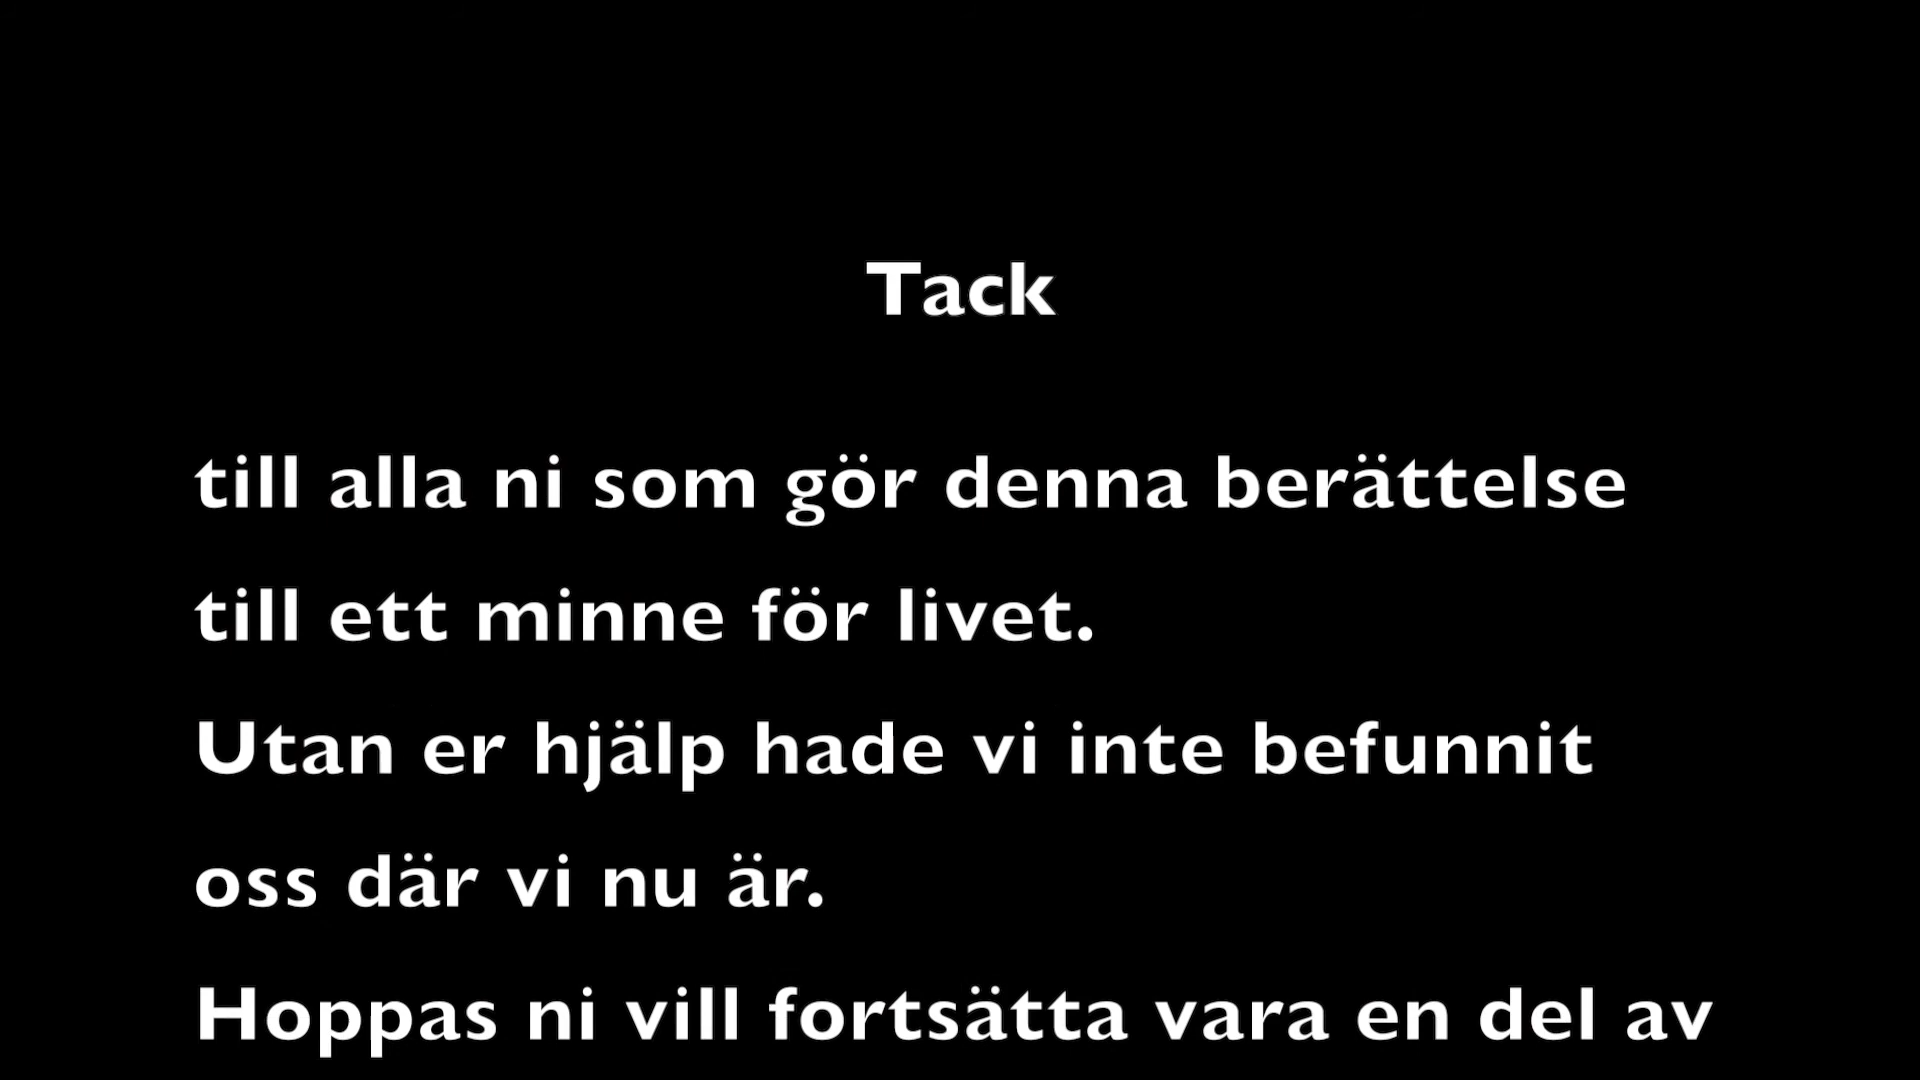 Tack
till alla ni som gör denna berättelse
till ett minne för livet.
Utan er hjälp hade vi inte befunnit
oss där vi nu är.
Hoppas ni vill fortsätta vara en del av